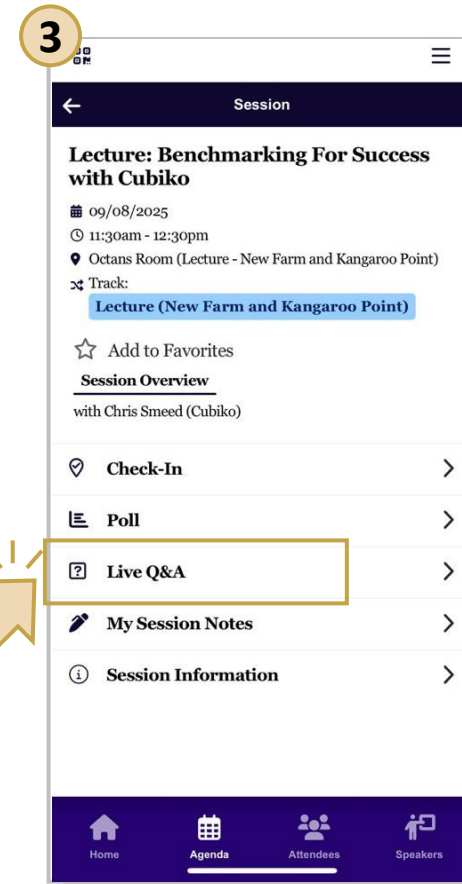 3
Session
Lecture: Benchmarking For Success
with Cubiko
09/08/2025
11:30am - 12:30pm
Octans Room (Lecture - New Farm and Kangaroo Point)
Track:
Lecture (New Farm and Kangaroo Point)
Add to Favorites
Session Overview
with Chris Smeed (Cubiko)
Check-In
Poll
Live Q&A
My Session Notes
Session Information
Home Agenda Attendees Speakers